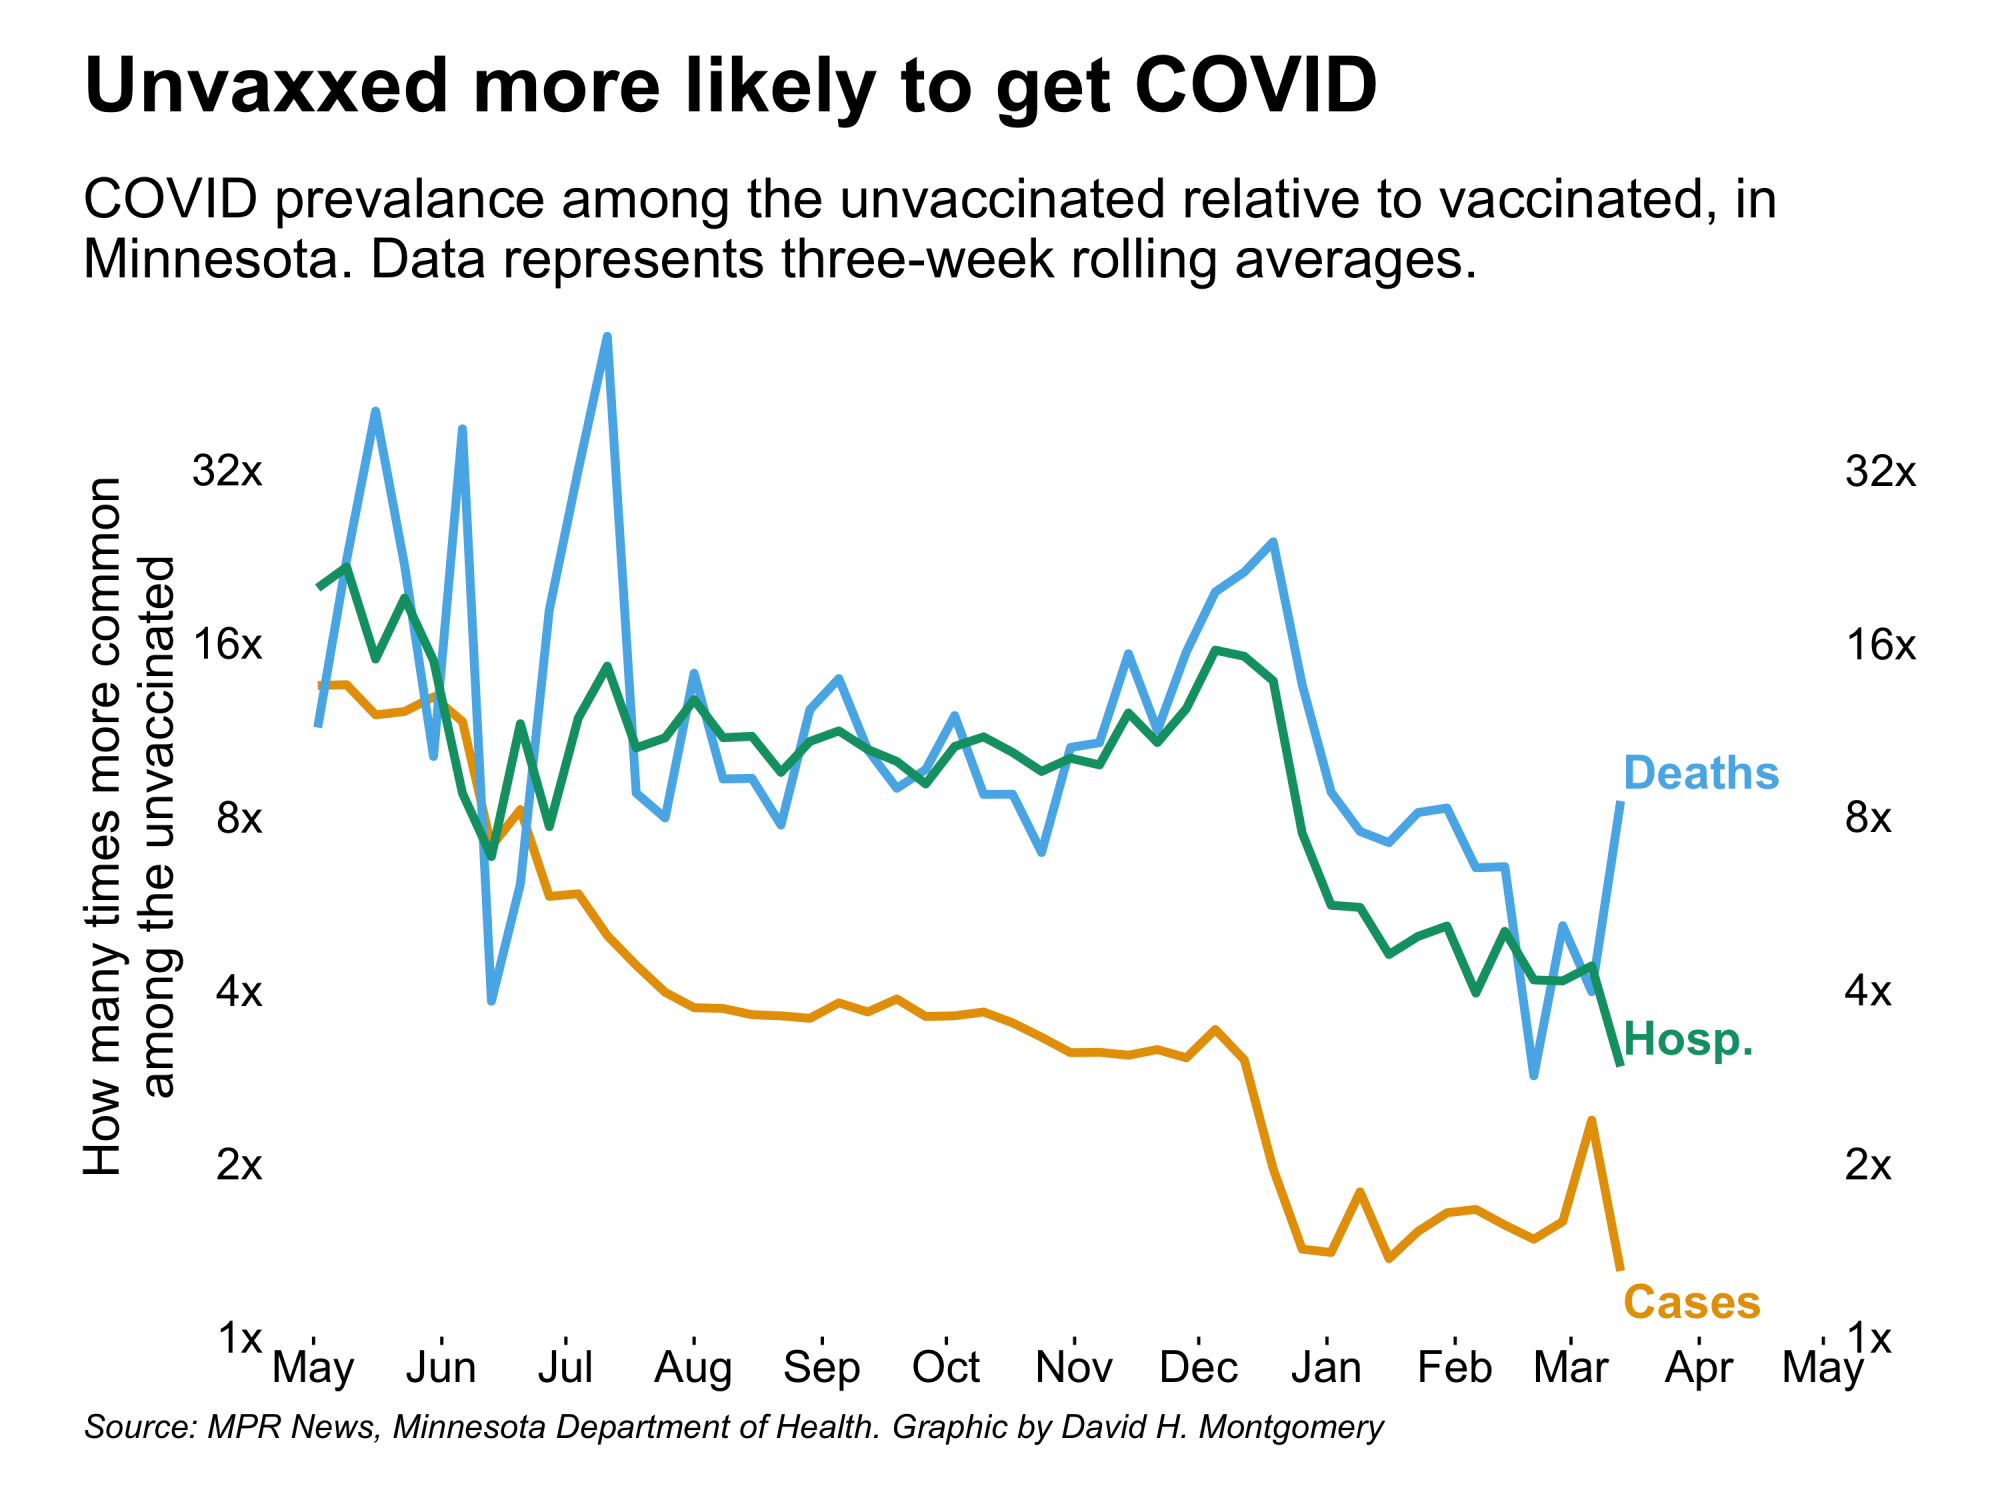 Unvaxxed more likely to get COVID
COVID prevalance among the unvaccinated relative to vaccinated, in
Minnesota. Data represents three-week rolling averages.
How many times more common
among the unvaccinated
32x
16x
8x
4x
2x
1x
32x
16x
8x
4x
2x
1x
Deaths
Hosp.
Cases
May Jun Jul Aug Sep Oct Nov Dec Jan Feb Mar Apr May
Source: MPR News, Minnesota Department of Health. Graphic by David H. Montgomery